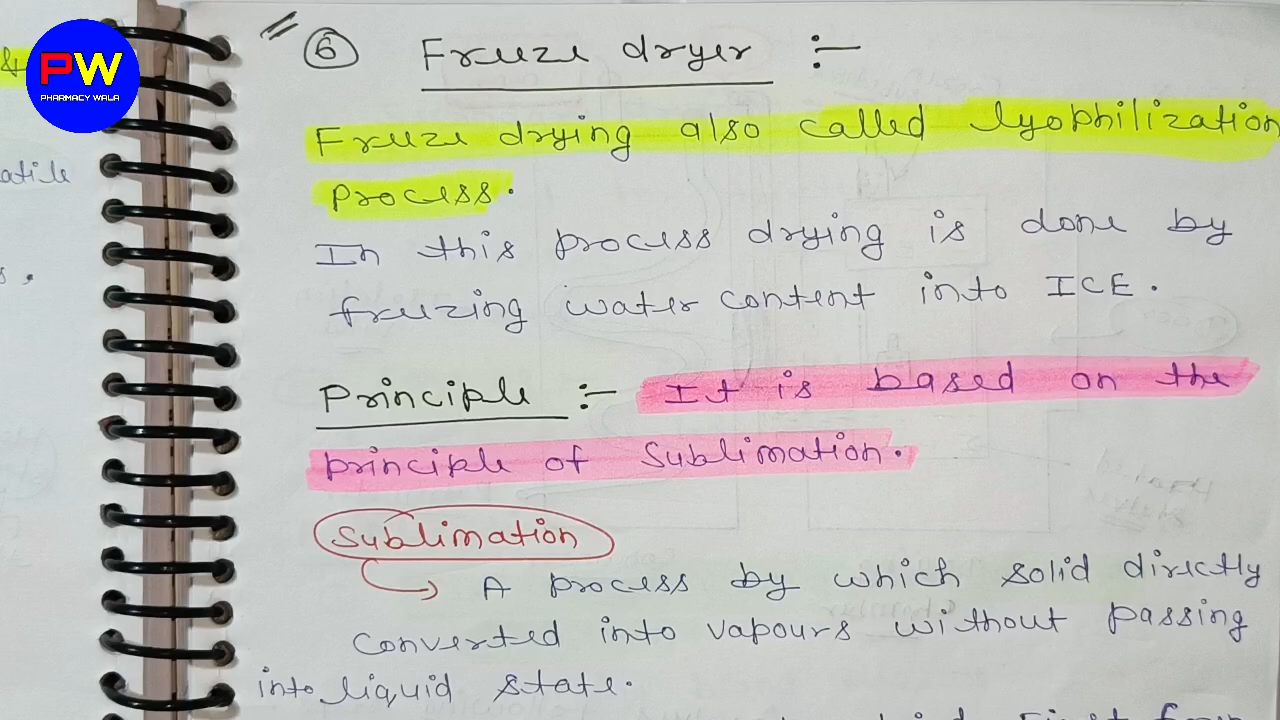 &
PW
PHARMACY WALA
atile
s.
6 Freeze dryer :-
Freeze drying also called lyophilization
process.
In this process drying is done by
freezing water content into ICE.
Principle :- It is based on the
principle of Sublimation.
Sublimation
→ A process by which solid directly
converted into vapours without passing
into liquid state.